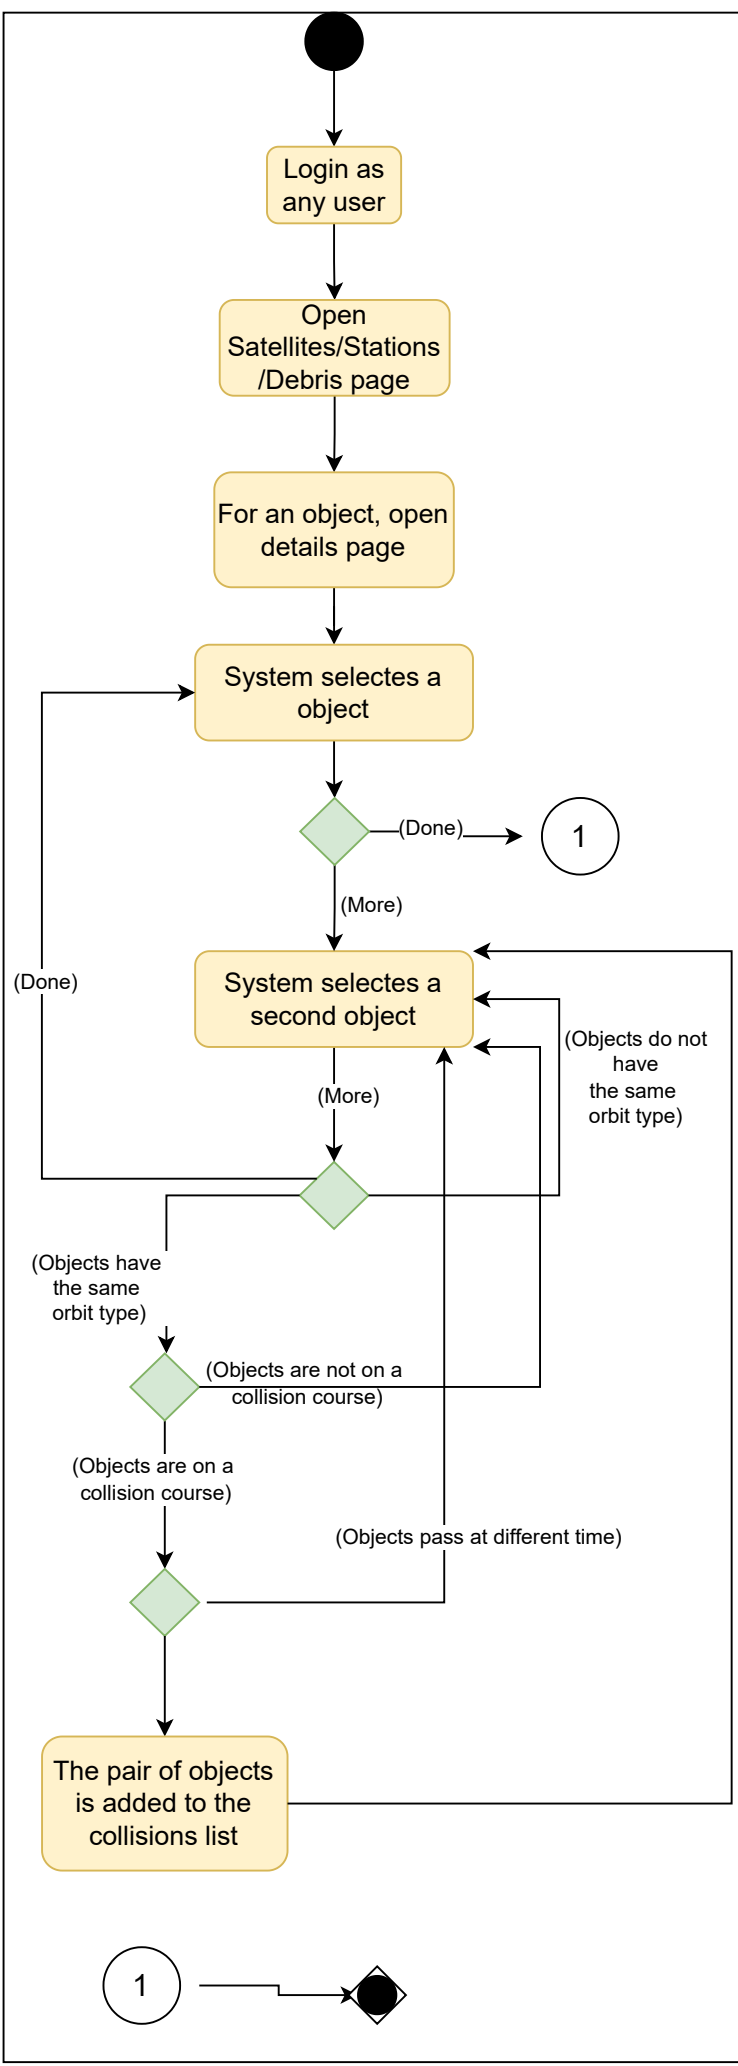 Login as
any user
Open
Satellites/Stations
/Debris page
For an object, open
details page
System selectes a
object
(Done)
1
(More)
System selectes a
second object
(Done)
(Objects do not
have
the same
orbit type)
(More)
(Objects have
the same
orbit type)
(Objects are not on a
collision course)
(Objects are on a
collision course)
(Objects pass at different time)
The pair of objects
is added to the
collisions list
1